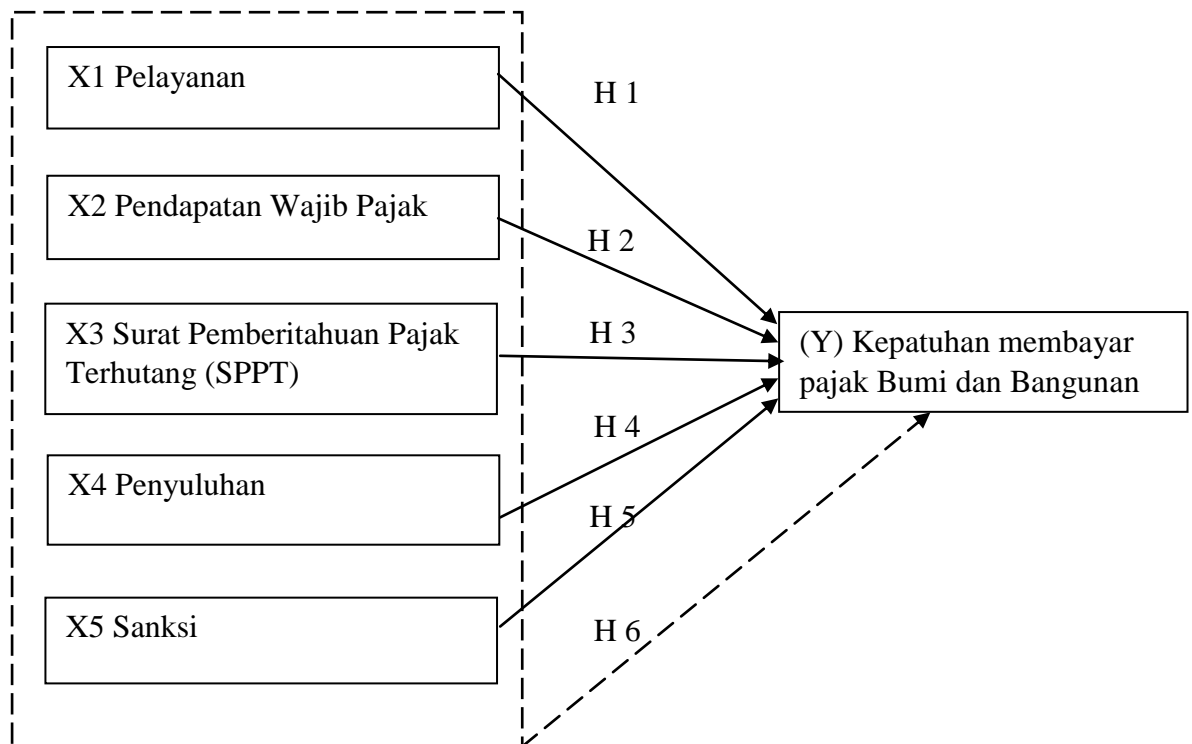 X1 Pelayanan
H 1
X2 Pendapatan Wajib Pajak
H 2
X3 Surat Pemberitahuan Pajak
Terhutang (SPPT)
H 3
(Y) Kepatuhan membayar
pajak Bumi dan Bangunan
X4 Penyuluhan
H 4
H 5
X5 Sanksi
H 6